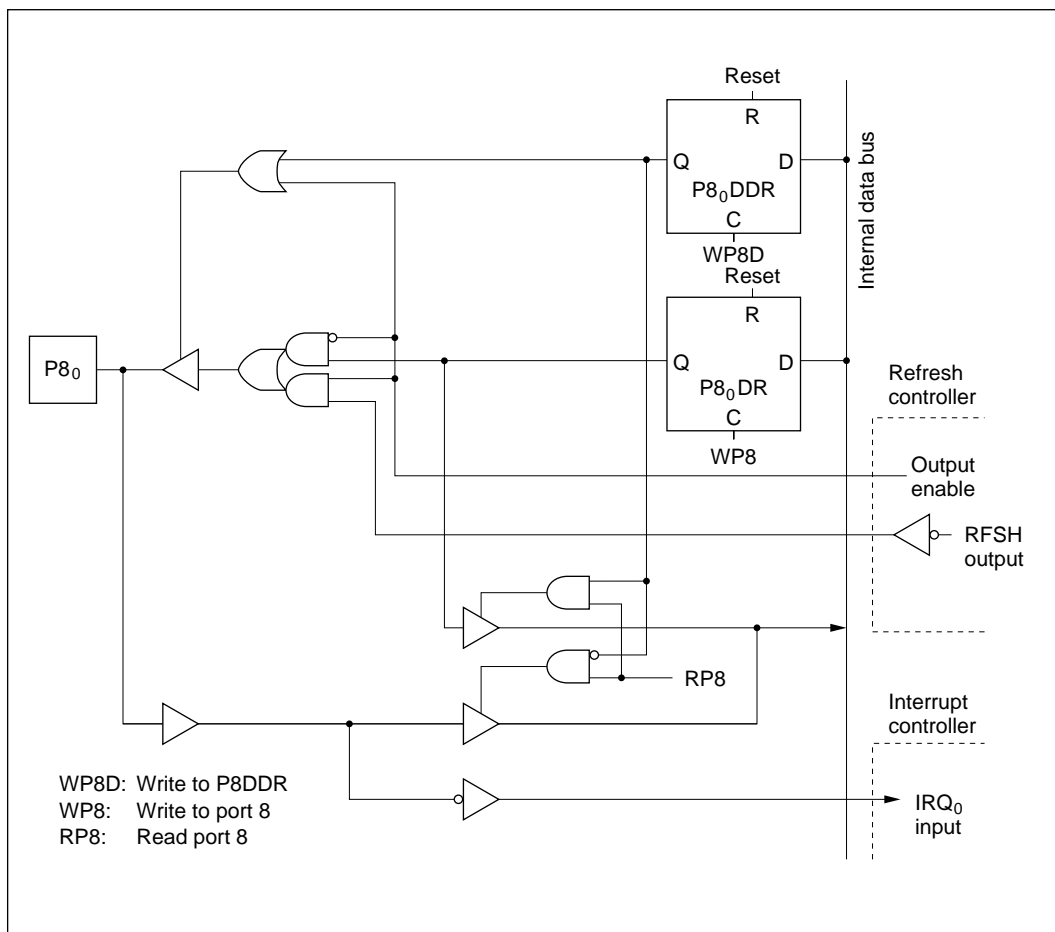 Reset
R
Q
D
P8₀DDR
C
WP8D
Internal data bus
Reset
R
Q
D
P8₀DR
C
WP8
P8₀
Refresh
controller
Output
enable
RFSH
output
RP8
Interrupt
controller
IRQ₀
input
WP8D: Write to P8DDR
WP8: Write to port 8
RP8: Read port 8